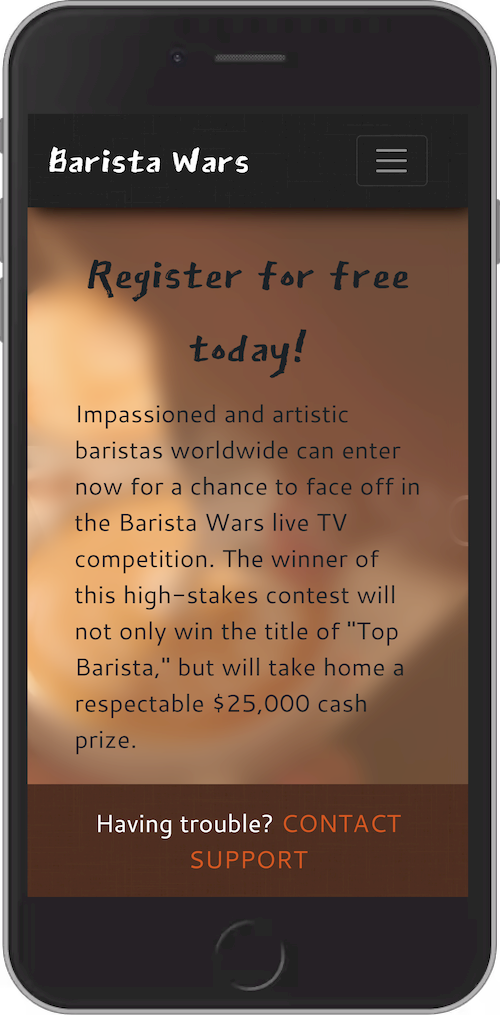 Barista Wars
Register for free
today!
Impassioned and artistic
baristas worldwide can enter
now for a chance to face off in
the Barista Wars live TV
competition. The winner of
this high-stakes contest will
not only win the title of "Top
Barista," but will take home a
respectable $25,000 cash
prize.
Having trouble? CONTACT
SUPPORT